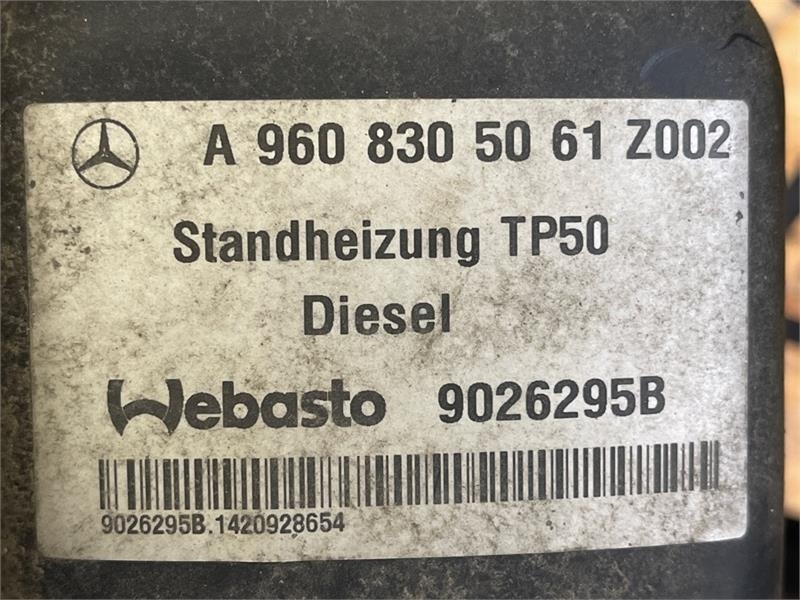 A 960 830 50 61 Z002
Standheizung TP50
Diesel
Webasto 9026295B
9026295B.1420928654